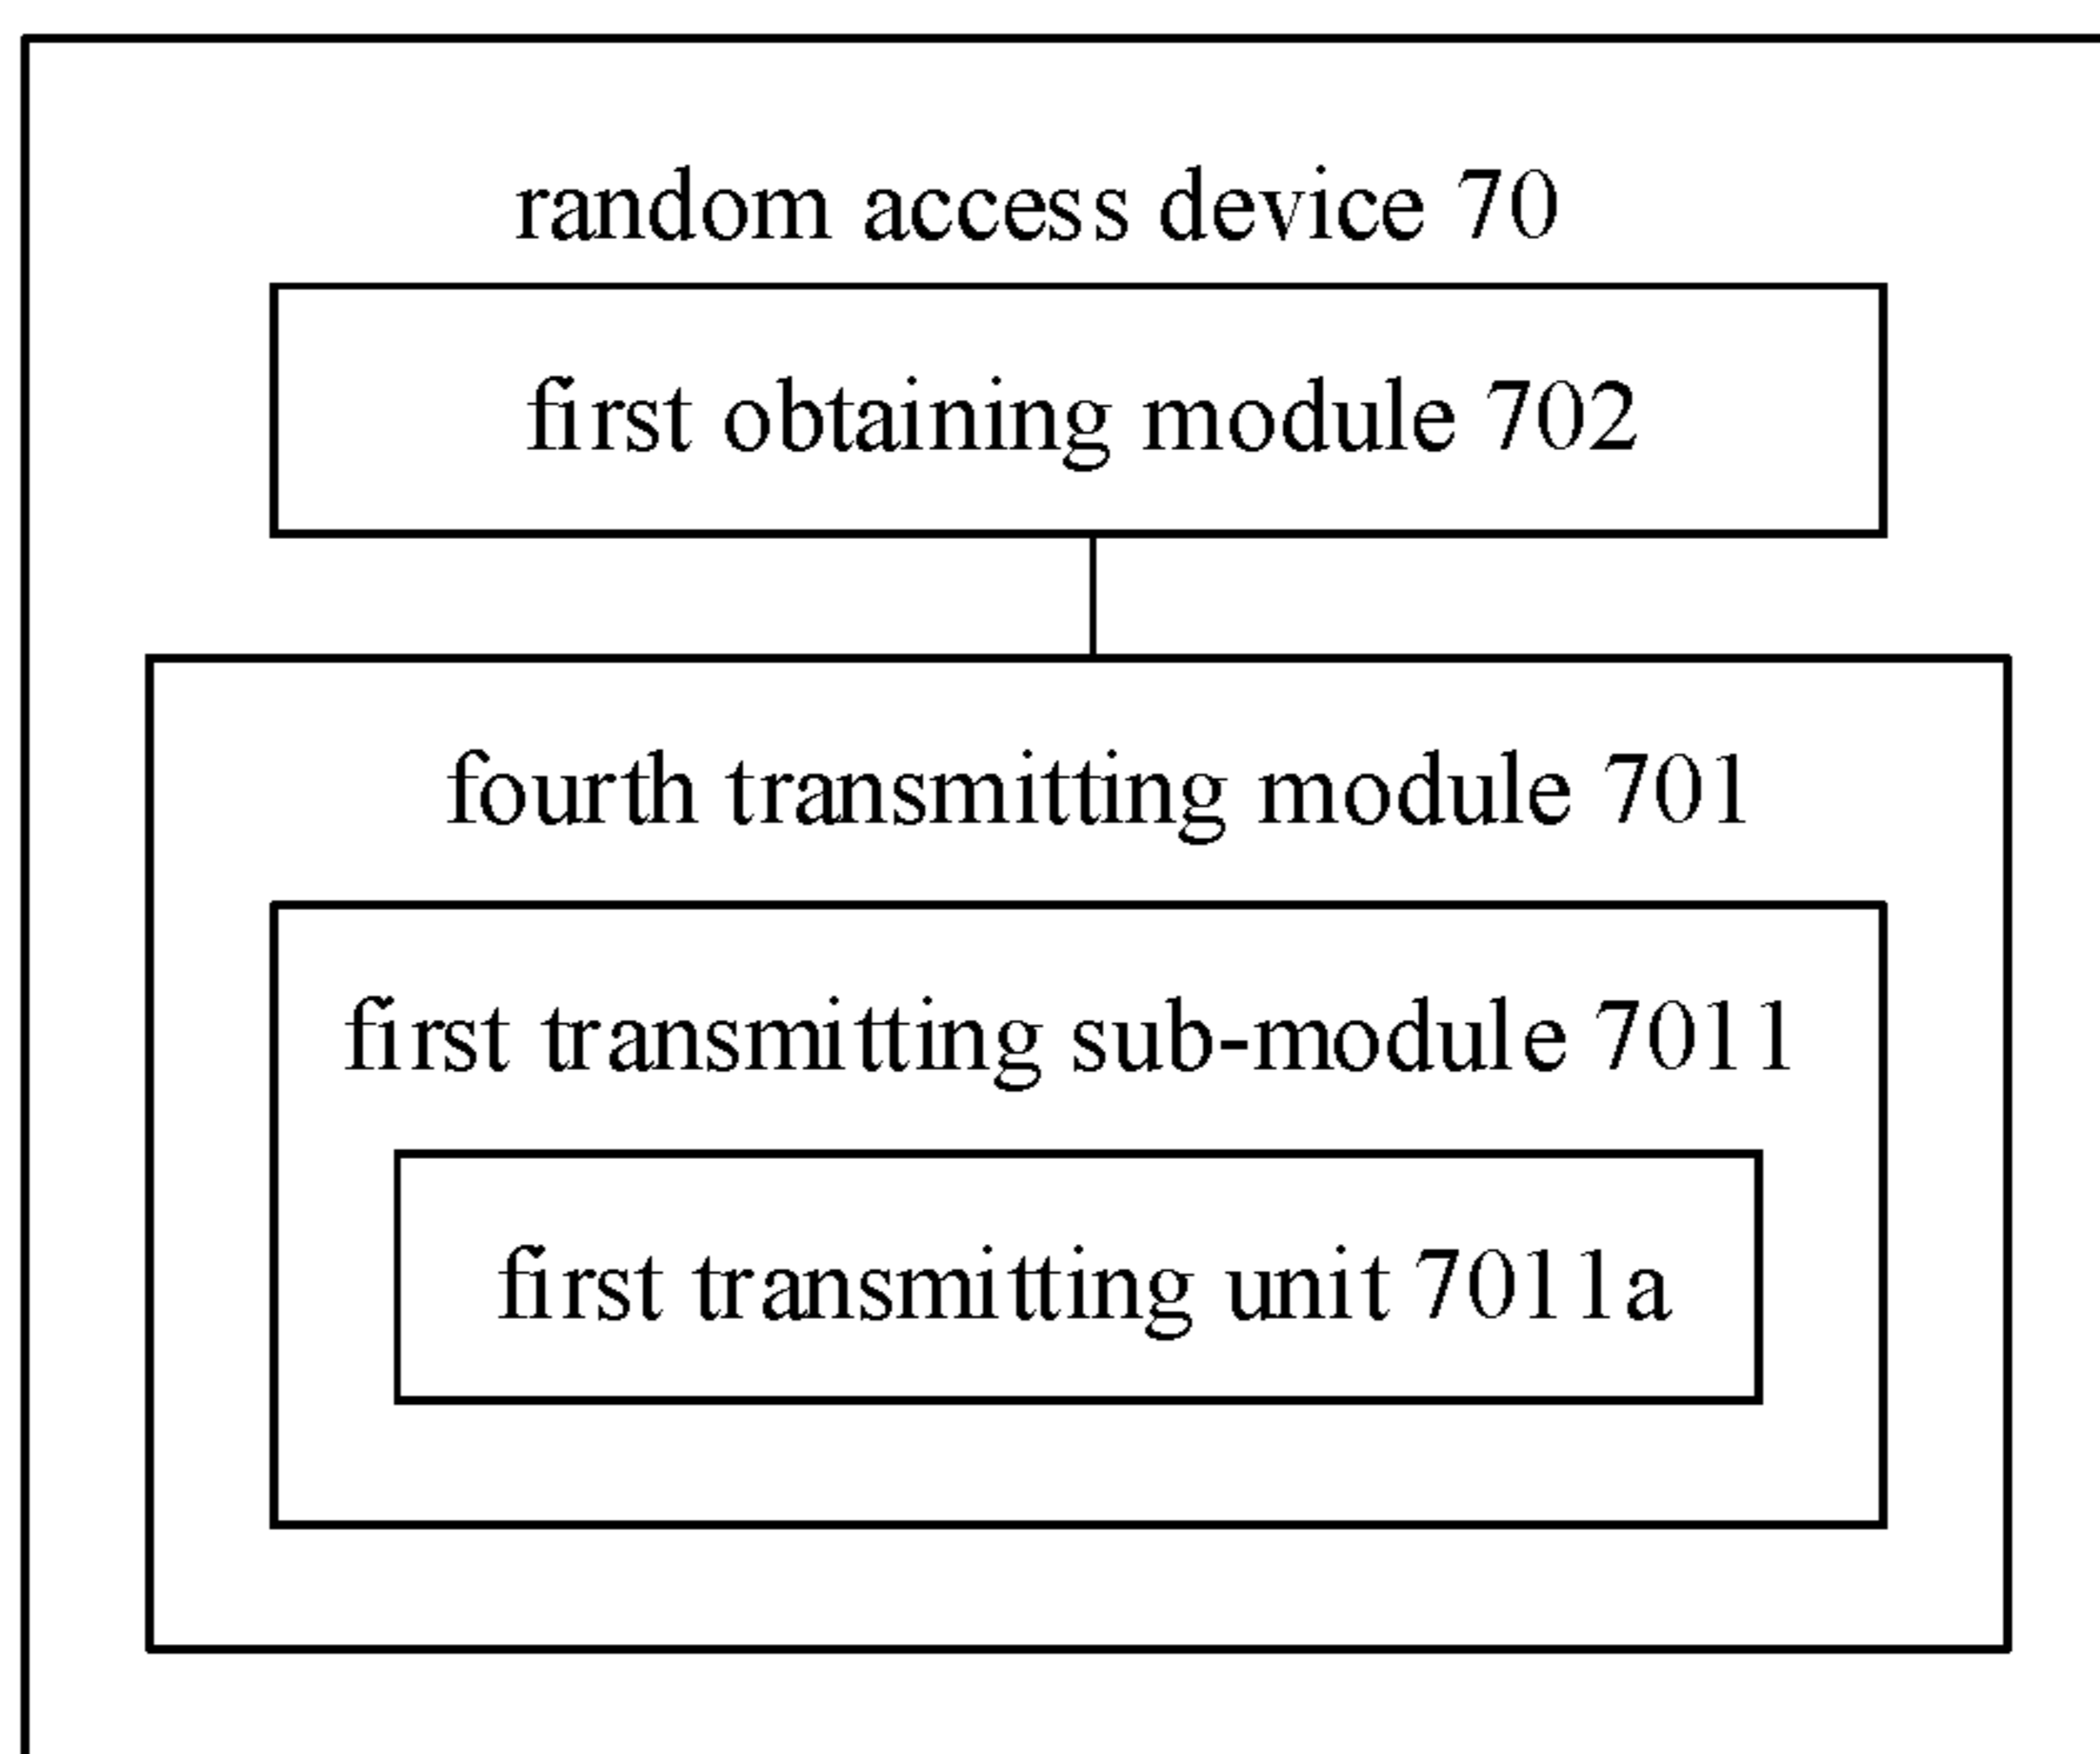 random access device 70
first obtaining module 702
fourth transmitting module 701
first transmitting sub-module 7011
first transmitting unit 7011a